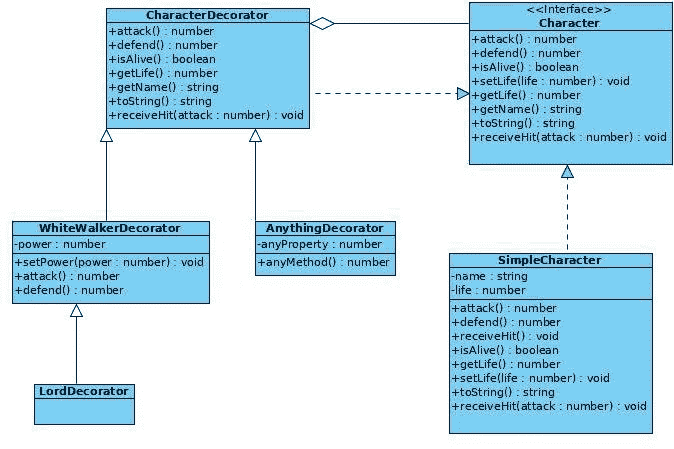 CharacterDecorator
+attack() : number
+defend() : number
+isAlive() : boolean
+getLife() : number
+getName() : string
+toString() : string
+receiveHit(attack : number) : void
<<Interface>>
Character
+attack() : number
+defend() : number
+isAlive() : boolean
+setLife(life : number) : void
+getLife() : number
+getName() : string
+toString() : string
+receiveHit(attack : number) : void
WhiteWalkerDecorator
-power : number
+setPower(power : number) : void
+attack() : number
+defend() : number
AnythingDecorator
-anyProperty : number
+anyMethod() : number
SimpleCharacter
-name : string
-life : number
+attack() : number
+defend() : number
+receiveHit() : void
+isAlive() : boolean
+getLife() : number
+setLife(life : number) : void
+toString() : string
+receiveHit(attack : number) : void
LordDecorator